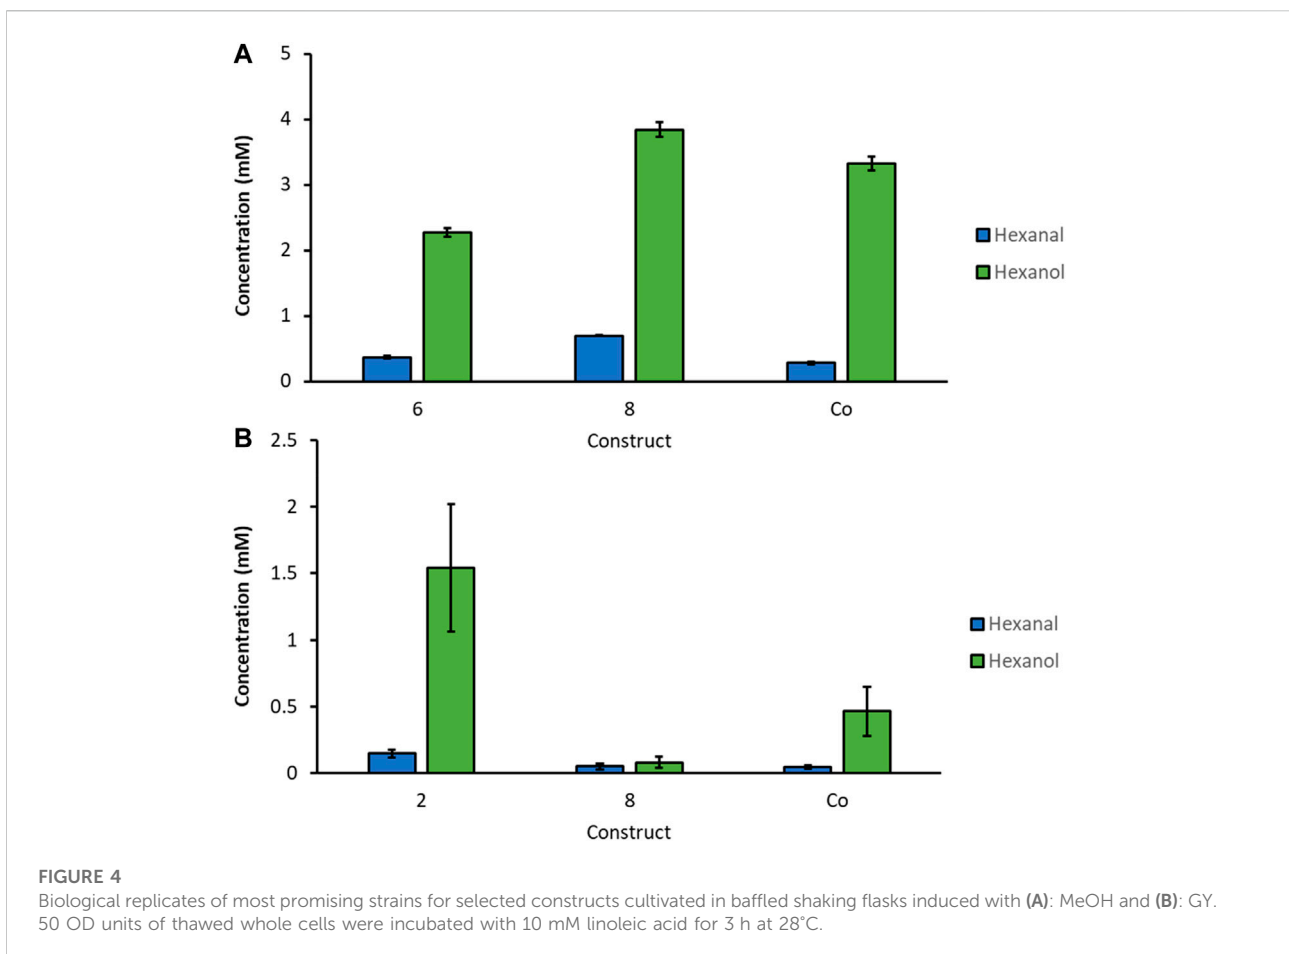 A
5
4
3
2
1
0
Concentration (mM)
6
8
Co
Construct
Hexanal
Hexanol
B
2.5
2
1.5
1
0.5
0
Concentration (mM)
2
8
Co
Construct
Hexanal
Hexanol
FIGURE 4
Biological replicates of most promising strains for selected constructs cultivated in baffled shaking flasks induced with (A): MeOH and (B): GY.
50 OD units of thawed whole cells were incubated with 10 mM linoleic acid for 3 h at 28°C.